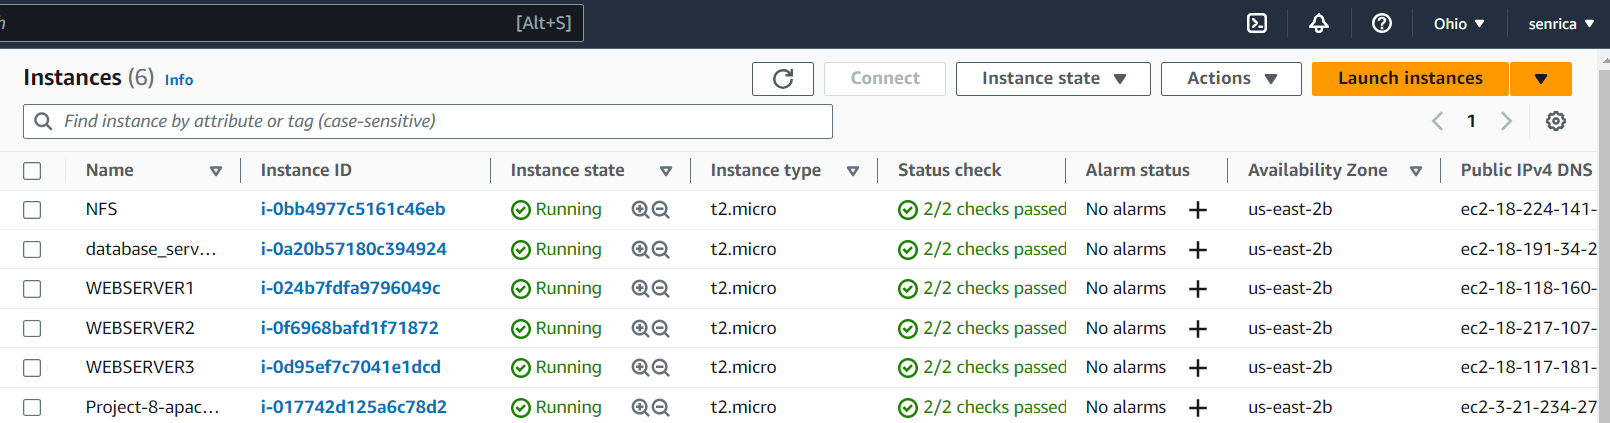 [Alt+S] Ohio senrica
Instances (6) Info Connect Instance state Actions Launch instances
Find instance by attribute or tag (case-sensitive) 1
Name Instance ID Instance state Instance type Status check Alarm status Availability Zone Public IPv4 DNS
NFS i-0bb4977c5161c46eb Running t2.micro 2/2 checks passed No alarms us-east-2b ec2-18-224-141-
database_serv... i-0a20b57180c394924 Running t2.micro 2/2 checks passed No alarms us-east-2b ec2-18-191-34-2
WEBSERVER1 i-024b7fdfa9796049c Running t2.micro 2/2 checks passed No alarms us-east-2b ec2-18-118-160-
WEBSERVER2 i-0f6968bafd1f71872 Running t2.micro 2/2 checks passed No alarms us-east-2b ec2-18-217-107-
WEBSERVER3 i-0d95ef7c7041e1dcd Running t2.micro 2/2 checks passed No alarms us-east-2b ec2-18-117-181-
Project-8-apac... i-017742d125a6c78d2 Running t2.micro 2/2 checks passed No alarms us-east-2b ec2-3-21-234-27